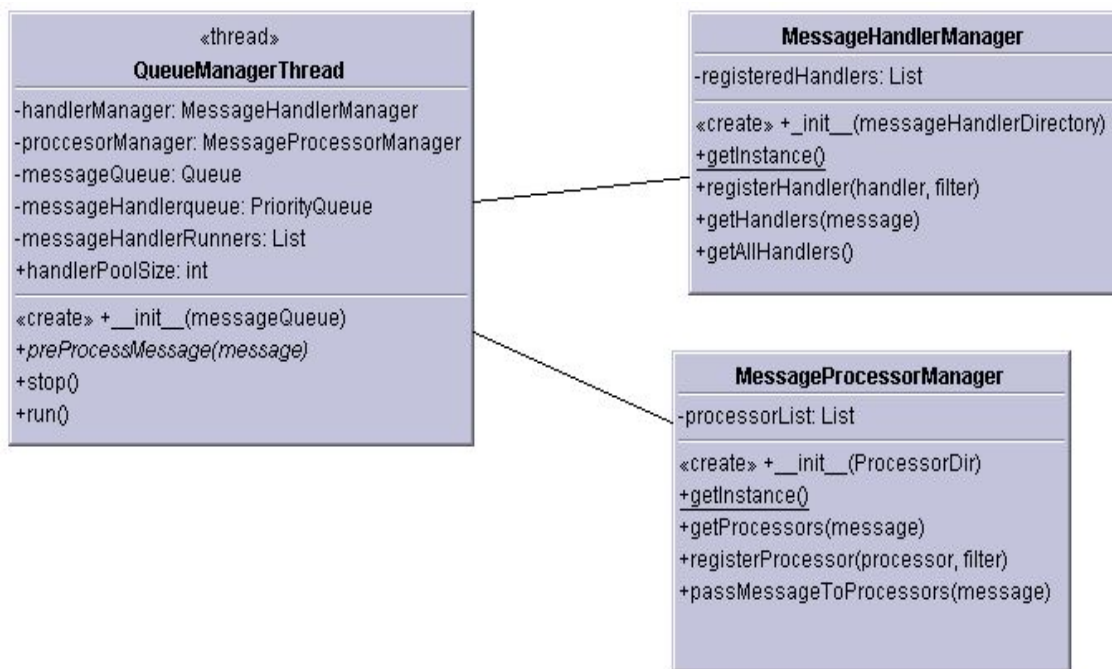 «thread»
QueueManagerThread
-handlerManager: MessageHandlerManager
-proccesorManager: MessageProcessorManager
-messageQueue: Queue
-messageHandlerqueue: PriorityQueue
-messageHandlerRunners: List
+handlerPoolSize: int
«create» +__init__(messageQueue)
+preProcessMessage(message)
+stop()
+run()
MessageHandlerManager
-registeredHandlers: List
«create» +_init__(messageHandlerDirectory)
+getInstance()
+registerHandler(handler, filter)
+getHandlers(message)
+getAllHandlers()
MessageProcessorManager
-processorList: List
«create» +__init__(ProcessorDir)
+getInstance()
+getProcessors(message)
+registerProcessor(processor, filter)
+passMessageToProcessors(message)